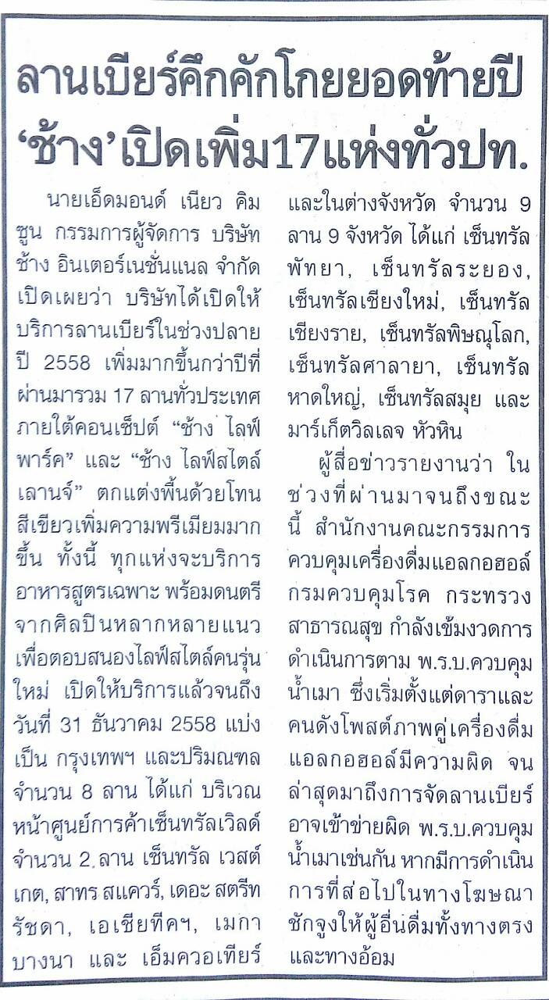 ลานเบียร์คึกคักโกยยอดท้ายปี
‘ช้าง’เปิดเพิ่ม17แห่งทั่วปท.
นายเอ็ดมอนด์ เนียว คิม
ซูน กรรมการผู้จัดการ บริษัท
ช้าง อินเตอร์เนชั่นแนล จำกัด
เปิดเผยว่า บริษัทได้เปิดให้
บริการลานเบียร์ในช่วงปลาย
ปี 2558 เพิ่มมากขึ้นกว่าปีที่
ผ่านมารวม 17 ลานทั่วประเทศ
ภายใต้คอนเซ็ปต์ “ช้าง ไลฟ์
พาร์ค” และ “ช้าง ไลฟ์สไตล์
เลานจ์” ตกแต่งพื้นด้วยโทน
สีเขียวเพิ่มความพรีเมียมมาก
ขึ้น ทั้งนี้ ทุกแห่งจะบริการ
อาหารสูตรเฉพาะ พร้อมดนตรี
จากศิลปินหลากหลายแนว
เพื่อตอบสนองไลฟ์สไตล์คนรุ่น
ใหม่ เปิดให้บริการแล้วจนถึง
วันที่ 31 ธันวาคม 2558 แบ่ง
เป็น กรุงเทพฯ และปริมณฑล
จำนวน 8 ลาน ได้แก่ บริเวณ
หน้าศูนย์การค้าเซ็นทรัลเวิลด์
จำนวน 2 ลาน เซ็นทรัล เวสต์
เกต, สาทร สแควร์, เดอะ สตรีท
รัชดา, เอเชียทีคฯ, เมกา
บางนา และ เอ็มควอเทียร์
และในต่างจังหวัด จำนวน 9
ลาน 9 จังหวัด ได้แก่ เซ็นทรัล
พัทยา, เซ็นทรัลระยอง,
เซ็นทรัลเชียงใหม่, เซ็นทรัล
เชียงราย, เซ็นทรัลพิษณุโลก,
เซ็นทรัลศาลายา, เซ็นทรัล
หาดใหญ่, เซ็นทรัลสมุย และ
มาร์เก็ตวิลเลจ หัวหิน
ผู้สื่อข่าวรายงานว่า ใน
ช่วงที่ผ่านมาจนถึงขณะ
นี้ สำนักงานคณะกรรมการ
ควบคุมเครื่องดื่มแอลกอฮอล์
กรมควบคุมโรค กระทรวง
สาธารณสุข กำลังเข้มงวดการ
ดำเนินการตาม พ.ร.บ.ควบคุม
น้ำเมา ซึ่งเริ่มตั้งแต่ดาราและ
คนดังโพสต์ภาพคู่เครื่องดื่ม
แอลกอฮอล์มีความผิด จน
ล่าสุดมาถึงการจัดลานเบียร์
อาจเข้าข่ายผิด พ.ร.บ.ควบคุม
น้ำเมาเช่นกัน หากมีการดำเนิน
การที่ส่อไปในทางโฆษณา
ชักจูงให้ผู้อื่นดื่มทั้งทางตรง
และทางอ้อม